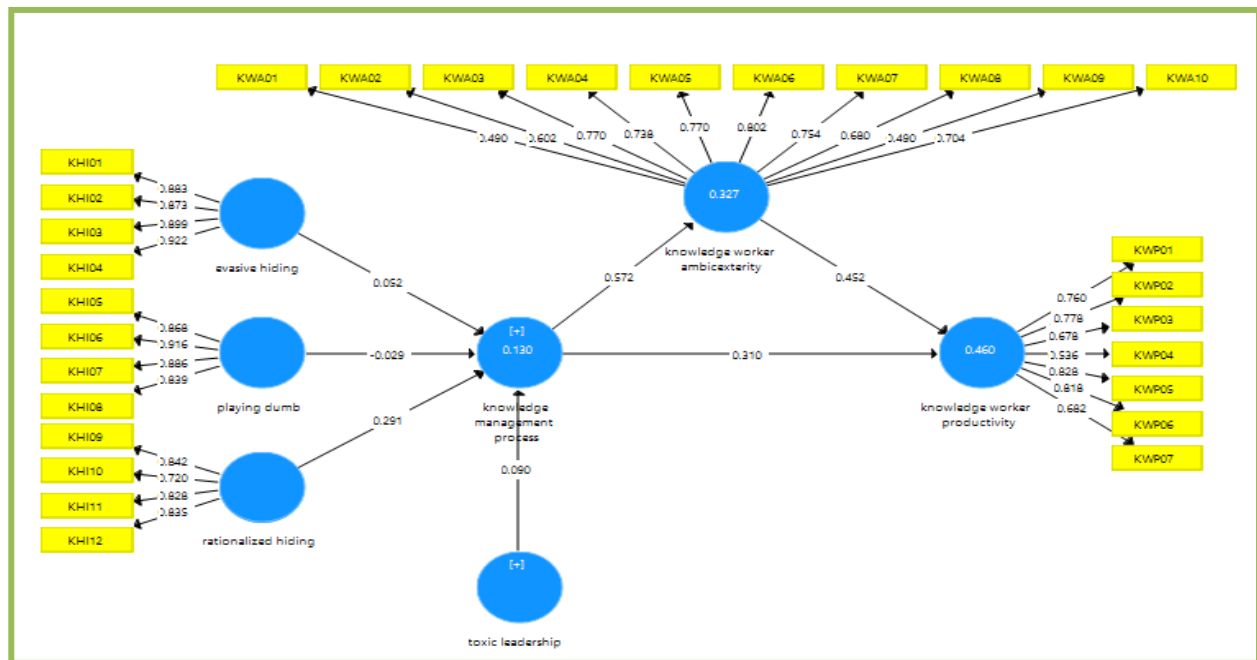 KWA01
KWA02
KWA03
KWA04
KWA05
KWA06
KWA07
KWA08
KWA09
KWA10
0.490
0.602
0.770
0.738
0.770
0.802
0.754
0.680
0.490
0.704
0.327
knowledge worker
ambicexterity
KHI01
KHI02
KHI03
KHI04
0.883
0.873
0.899
0.922
evasive hiding
0.052
KHI05
KHI06
KHI07
KHI08
0.868
0.916
0.886
0.839
playing dumb
-0.029
KHI09
KHI10
KHI11
KHI12
0.842
0.720
0.828
0.835
rationalized hiding
0.291
[+]
0.130
knowledge
management
process
0.572
0.452
0.310
0.090
[+]
toxic leadership
0.460
knowledge worker
productivity
0.760
0.778
0.678
0.536
0.828
0.818
0.682
KWP01
KWP02
KWP03
KWP04
KWP05
KWP06
KWP07